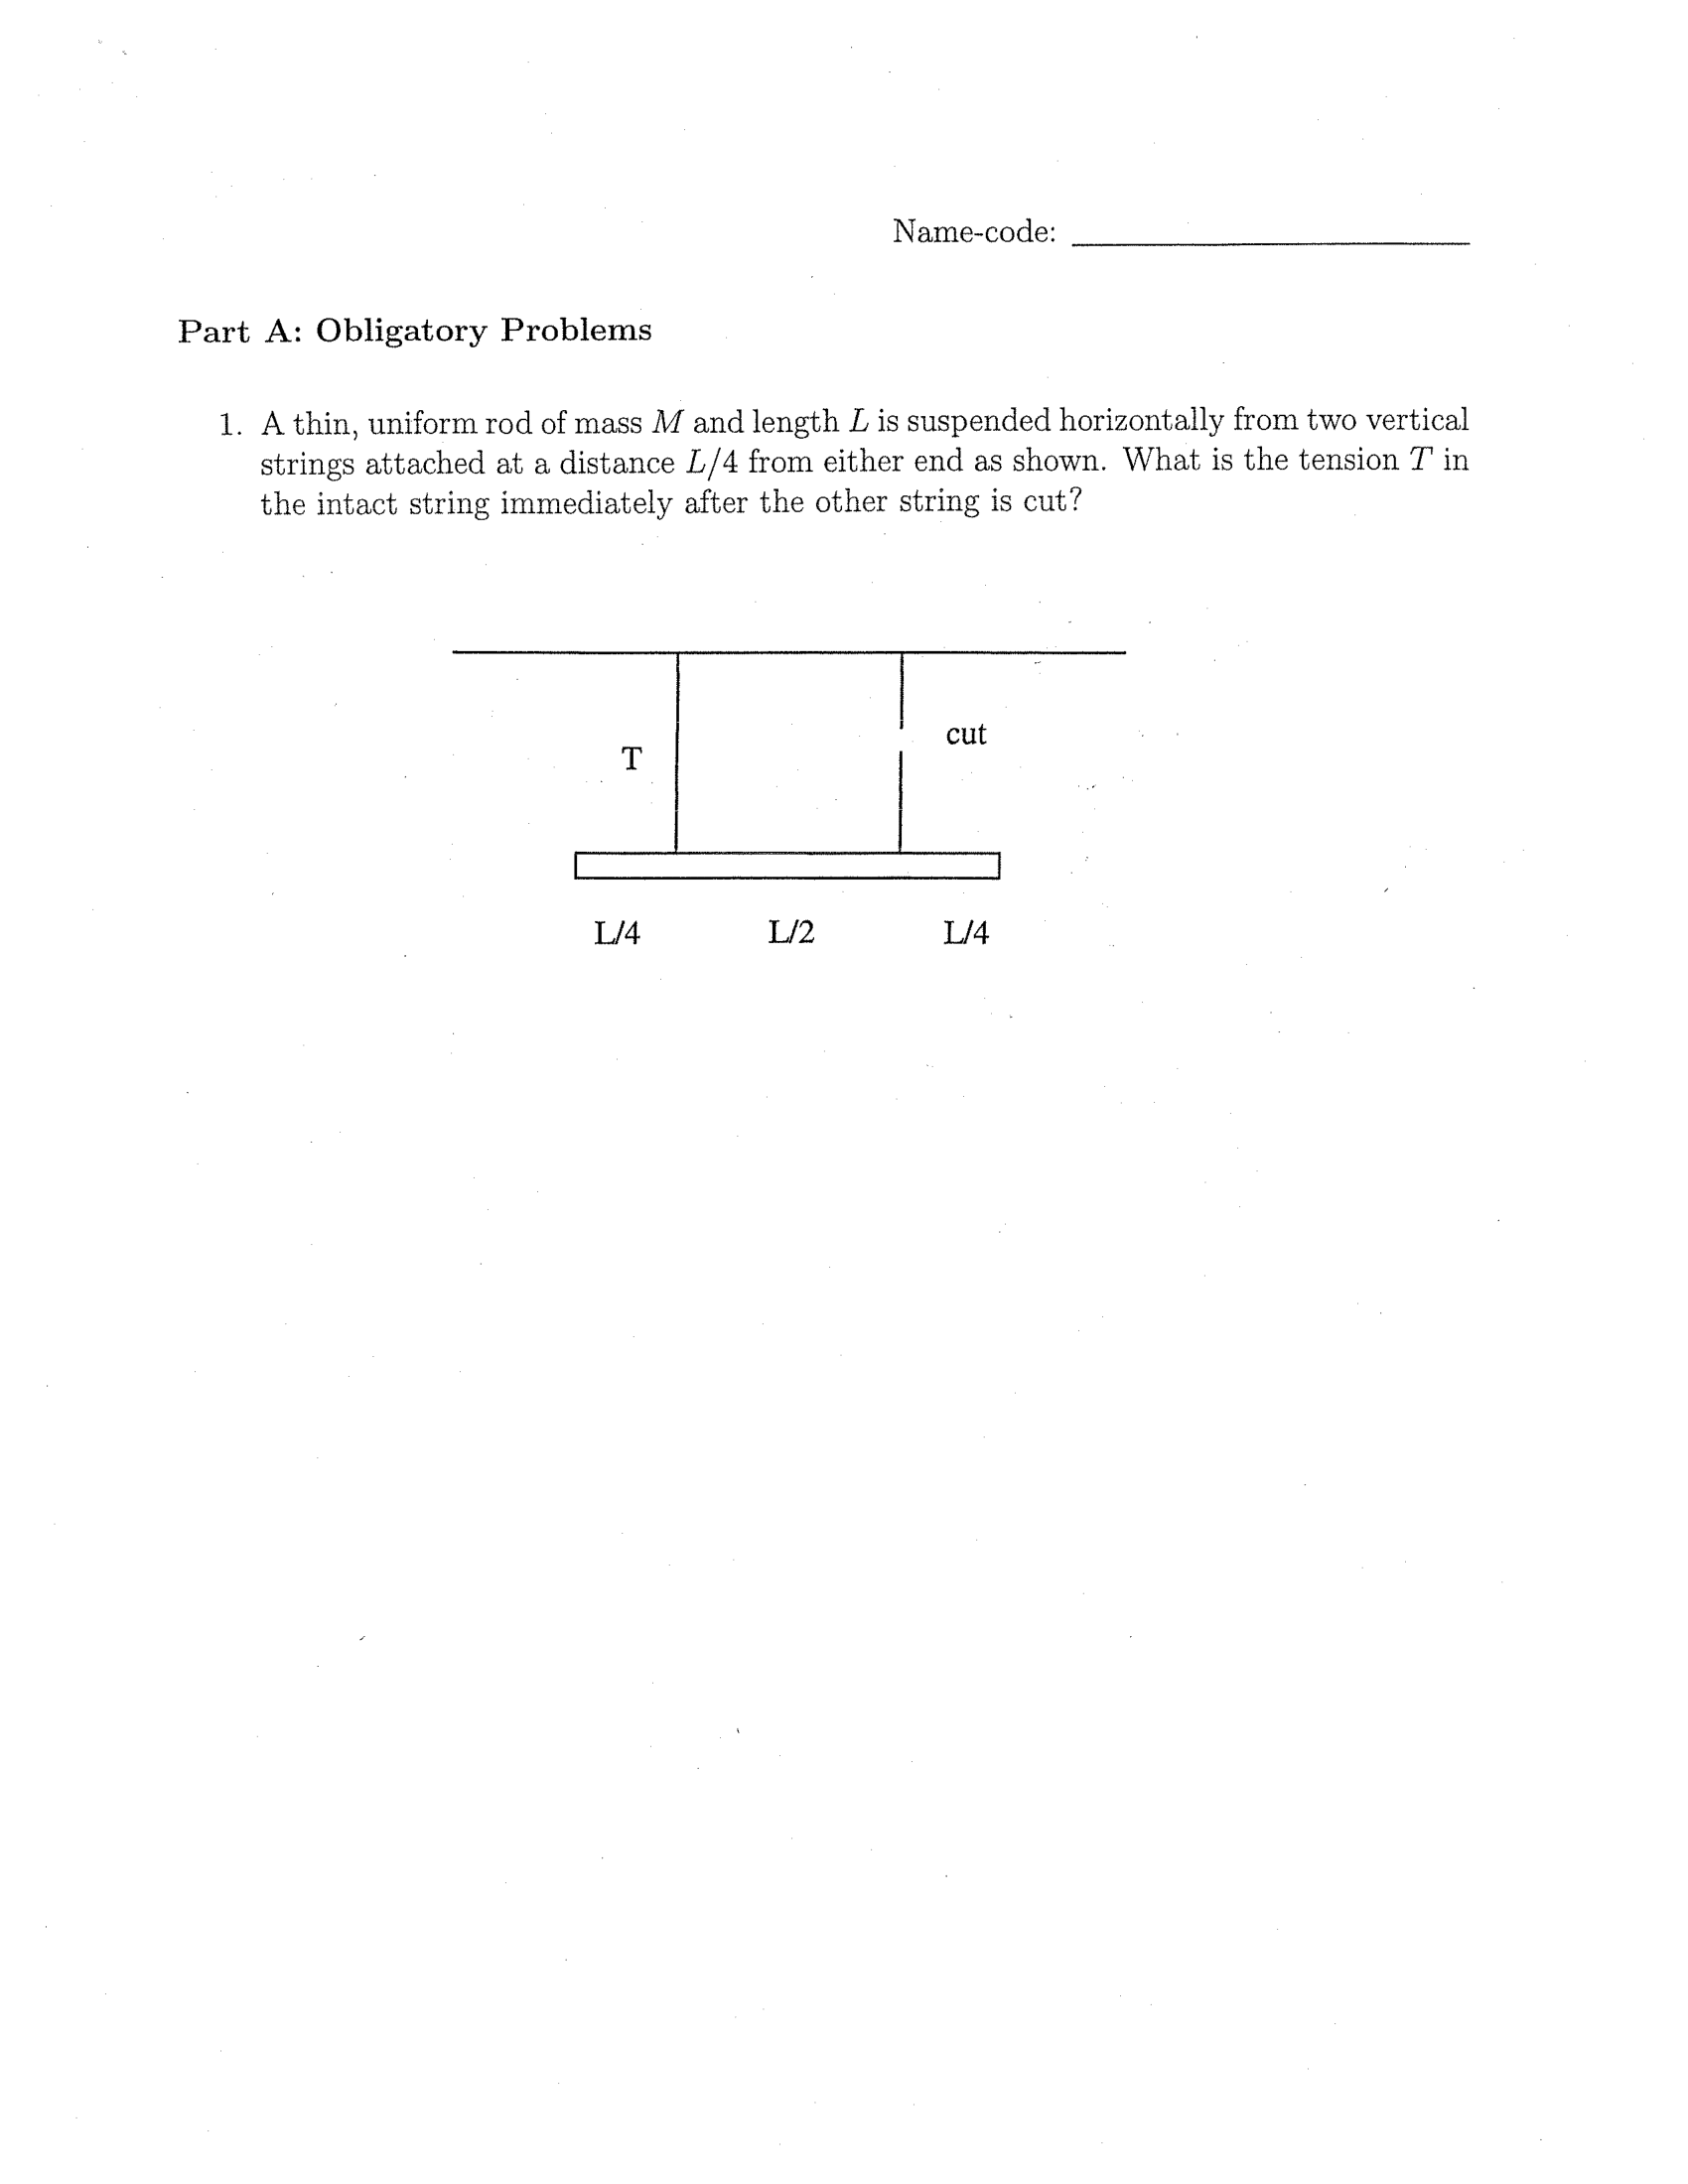 Name-code:
Part A: Obligatory Problems
1. A thin, uniform rod of mass M and length L is suspended horizontally from two vertical
strings attached at a distance L/4 from either end as shown. What is the tension T in
the intact string immediately after the other string is cut?
cut
T
L/4 L/2 L/4